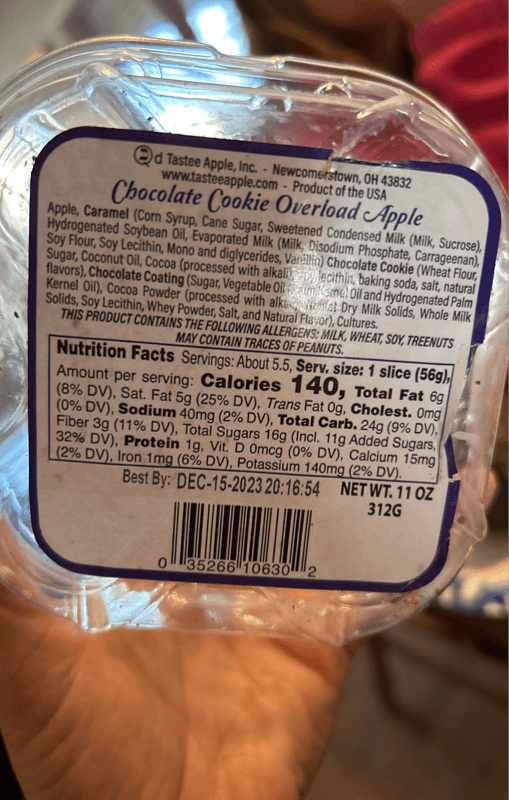 Ⓤd Tastee Apple, Inc. - Newcomerstown, OH 43832
www.tasteeapple.com - Product of the USA
Chocolate Cookie Overload Apple
Apple, Caramel (Corn Syrup, Cane Sugar, Sweetened Condensed Milk (Milk, Sucrose),
Hydrogenated Soybean Oil, Evaporated Milk (Milk, Disodium Phosphate, Carrageenan),
Soy Flour, Soy Lecithin, Mono and diglycerides, Vanillin) Chocolate Cookie (Wheat Flour,
Sugar, Coconut Oil, Cocoa (processed with alkali), lecithin, baking soda, salt, natural
flavors), Chocolate Coating (Sugar, Vegetable Oil Kernel Oil and Hydrogenated Palm
Kernel Oil), Cocoa Powder (processed with Dry Milk Solids, Whole Milk
Solids, Soy Lecithin, Whey Powder, Salt, and Natural Flavor), Cultures.
THIS PRODUCT CONTAINS THE FOLLOWING ALLERGENS: MILK, WHEAT, SOY, TREENUTS
MAY CONTAIN TRACES OF PEANUTS.
Nutrition Facts Servings: About 5.5, Serv. size: 1 slice (56g),
Amount per serving: Calories 140, Total Fat 6g
(8% DV), Sat. Fat 5g (25% DV), Trans Fat 0g, Cholest. 0mg
(0% DV), Sodium 40mg (2% DV), Total Carb. 24g (9% DV),
Fiber 3g (11% DV), Total Sugars 16g (Incl. 11g Added Sugars,
32% DV), Protein 1g, Vit. D 0mcg (0% DV), Calcium 15mg
(2% DV), Iron 1mg (6% DV), Potassium 140mg (2% DV).
Best By: DEC-15-2023 20:16:54 NET WT. 11 OZ
312G
0 35266 10630 2